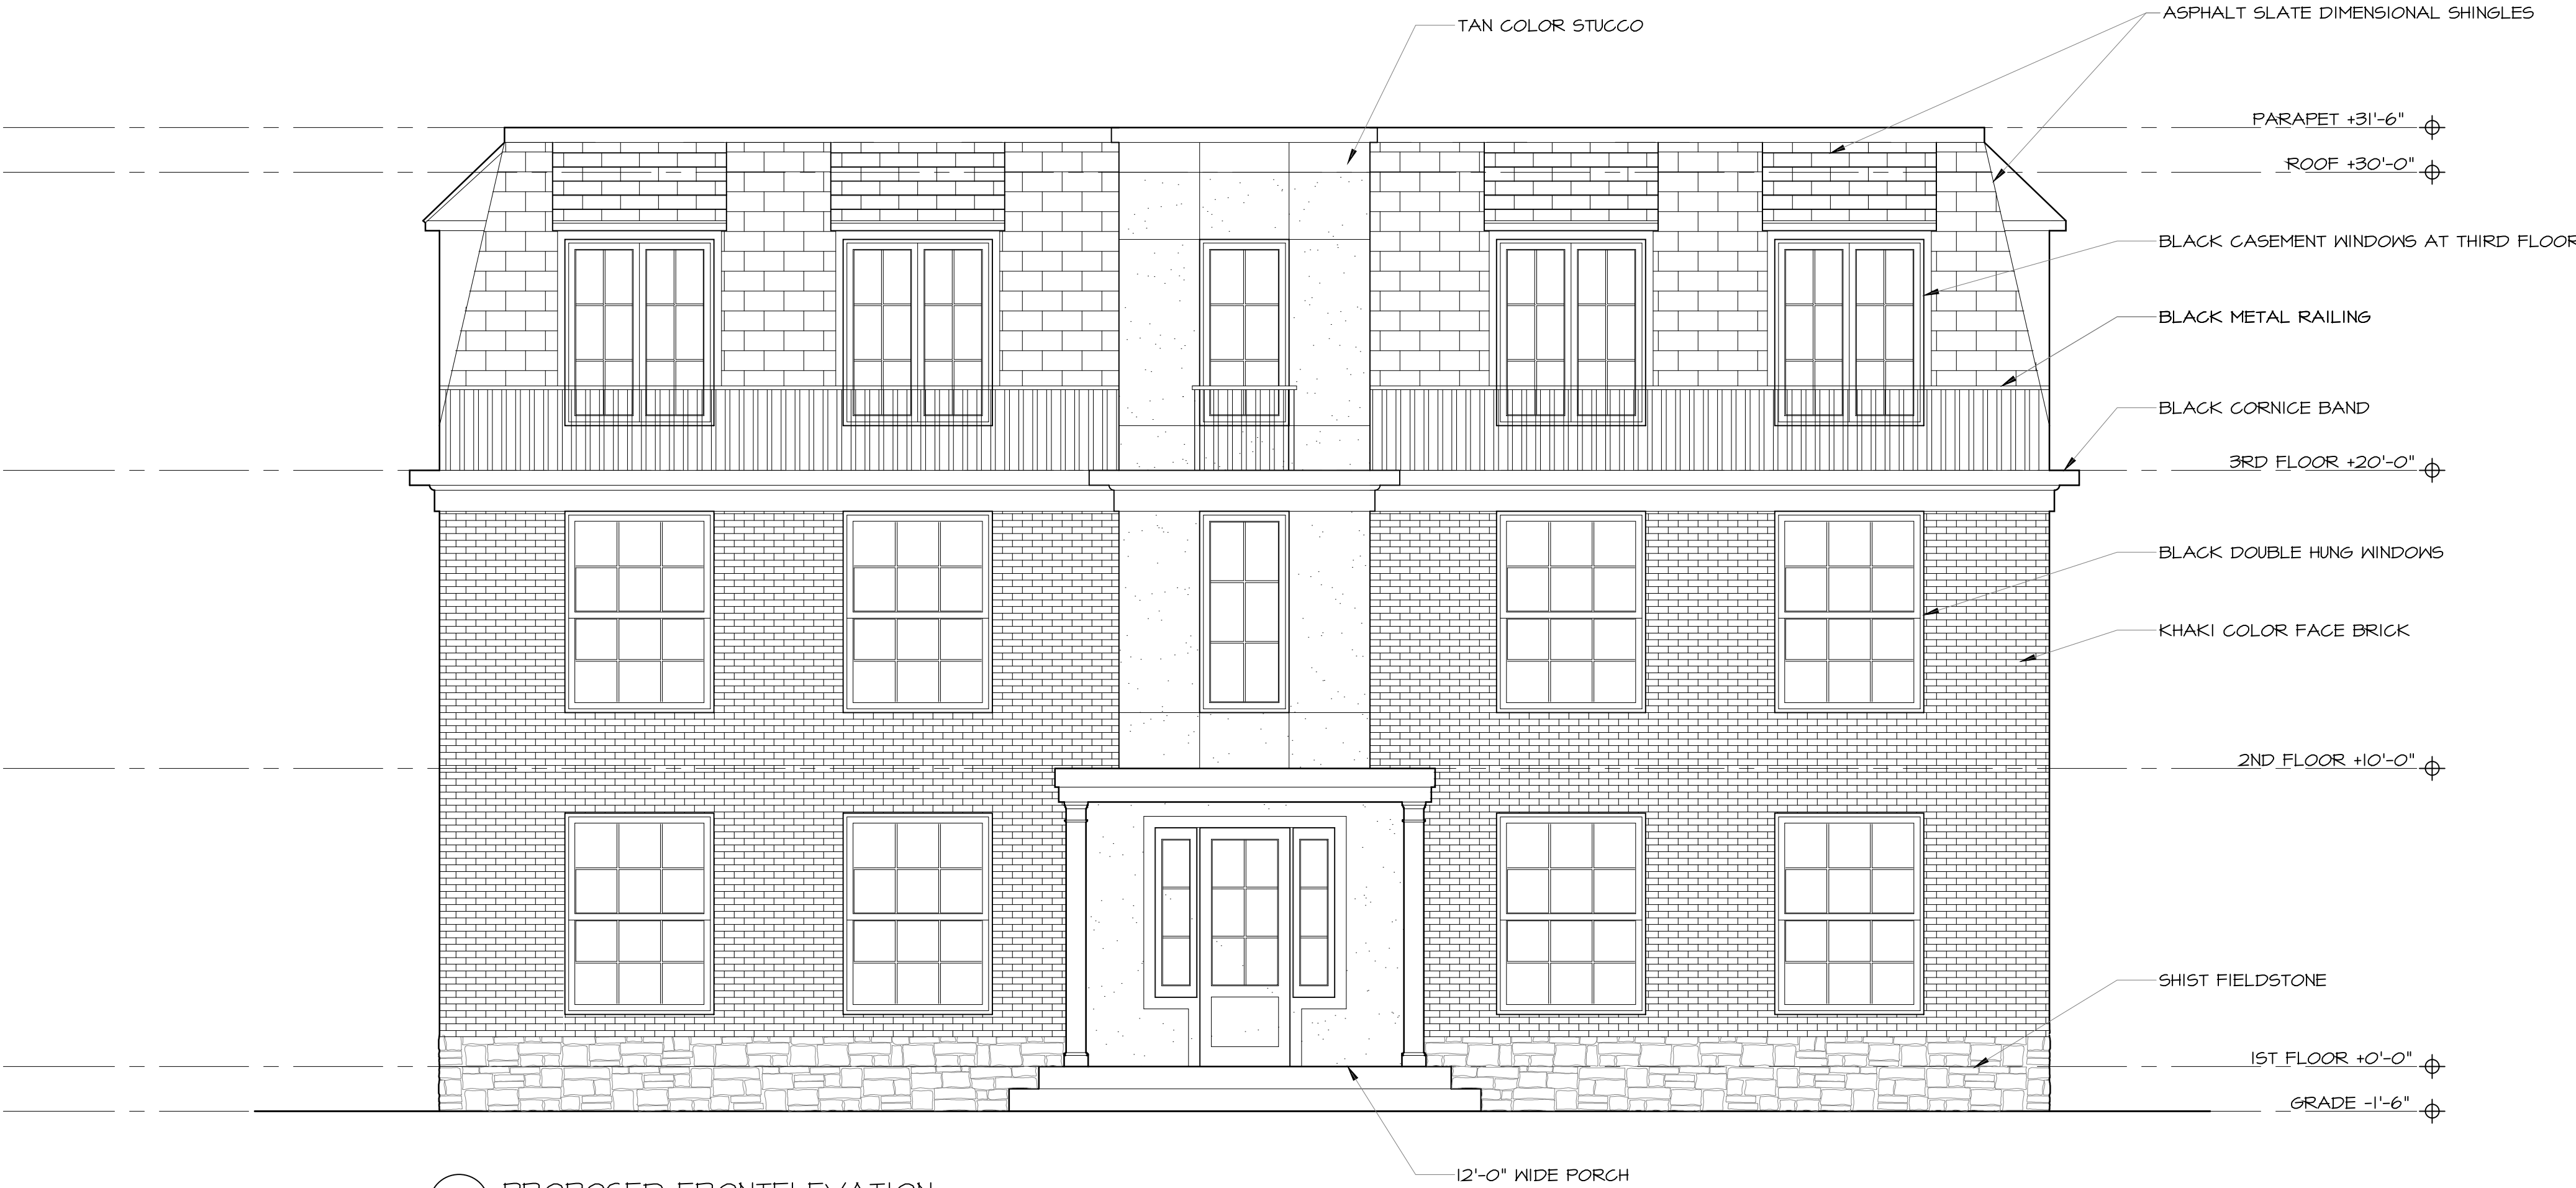 TAN COLOR STUCCO
ASPHALT SLATE DIMENSIONAL SHINGLES
PARAPET +31'-6"
ROOF +30'-0"
BLACK CASEMENT WINDOWS AT THIRD FLOOR
BLACK METAL RAILING
BLACK CORNICE BAND
3RD FLOOR +20'-0"
BLACK DOUBLE HUNG WINDOWS
KHAKI COLOR FACE BRICK
2ND FLOOR +10'-0"
SHIST FIELDSTONE
1ST FLOOR +0'-0"
GRADE -1'-6"
12'-0" WIDE PORCH
PROPOSED FRONTELEVATION